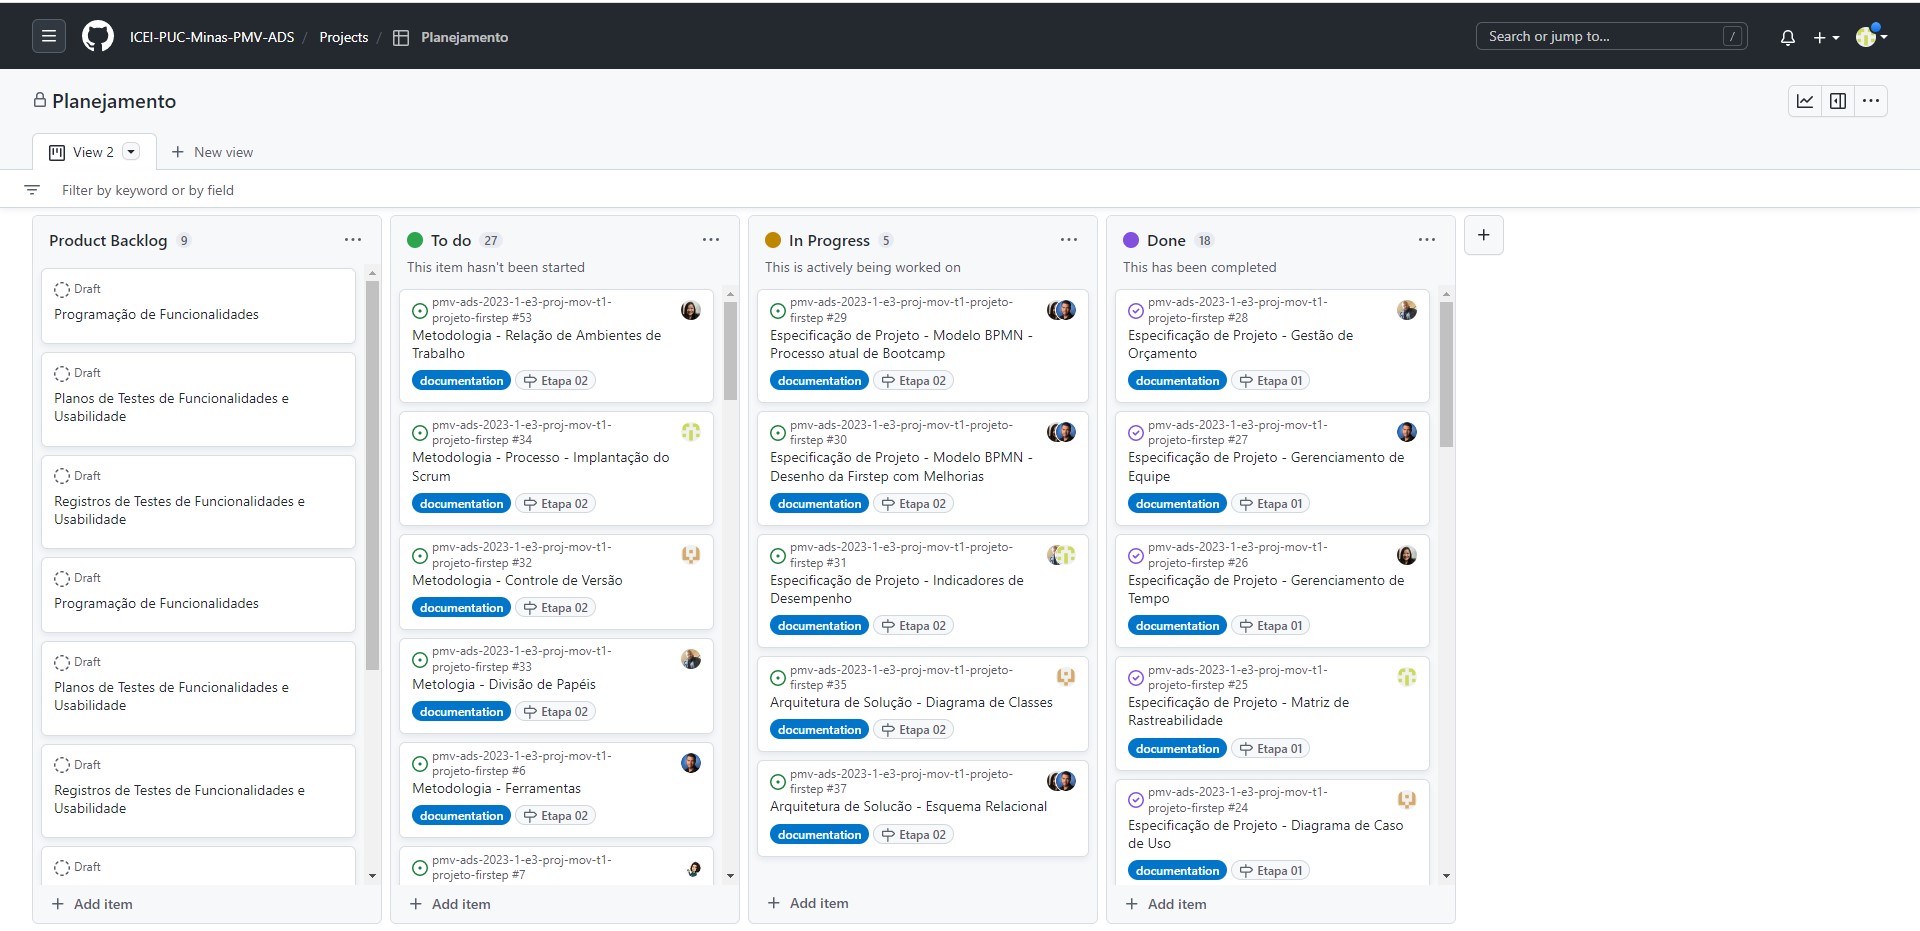 ICEI-PUC-Minas-PMV-ADS / Projects / Planejamento
Search or jump to... /
Planejamento
View 2
New view
Filter by keyword or by field
Product Backlog 9
Draft
Programação de Funcionalidades
Draft
Planos de Testes de Funcionalidades e
Usabilidade
Draft
Registros de Testes de Funcionalidades e
Usabilidade
Draft
Programação de Funcionalidades
Draft
Planos de Testes de Funcionalidades e
Usabilidade
Draft
Registros de Testes de Funcionalidades e
Usabilidade
Draft
+ Add item
To do 27
This item hasn't been started
pmv-ads-2023-1-e3-proj-mov-t1-
projeto-firstep #53
Metodologia - Relação de Ambientes de
Trabalho
documentation Etapa 02
pmv-ads-2023-1-e3-proj-mov-t1-
projeto-firstep #34
Metodologia - Processo - Implantação do
Scrum
documentation Etapa 02
pmv-ads-2023-1-e3-proj-mov-t1-
projeto-firstep #32
Metodologia - Controle de Versão
documentation Etapa 02
pmv-ads-2023-1-e3-proj-mov-t1-
projeto-firstep #33
Metologia - Divisão de Papéis
documentation Etapa 02
pmv-ads-2023-1-e3-proj-mov-t1-
projeto-firstep #6
Metodologia - Ferramentas
documentation Etapa 02
pmv-ads-2023-1-e3-proj-mov-t1-
projeto-firstep #7
+ Add item
In Progress 5
This is actively being worked on
pmv-ads-2023-1-e3-proj-mov-t1-projeto-
firstep #29
Especificação de Projeto - Modelo BPMN -
Processo atual de Bootcamp
documentation Etapa 02
pmv-ads-2023-1-e3-proj-mov-t1-projeto-
firstep #30
Especificação de Projeto - Modelo BPMN -
Desenho da Firstep com Melhorias
documentation Etapa 02
pmv-ads-2023-1-e3-proj-mov-t1-projeto-
firstep #31
Especificação de Projeto - Indicadores de
Desempenho
documentation Etapa 02
pmv-ads-2023-1-e3-proj-mov-t1-projeto-
firstep #35
Arquitetura de Solução - Diagrama de Classes
documentation Etapa 02
pmv-ads-2023-1-e3-proj-mov-t1-projeto-
firstep #37
Arquitetura de Solucão - Esquema Relacional
documentation Etapa 02
+ Add item
Done 18
This has been completed
pmv-ads-2023-1-e3-proj-mov-t1-
projeto-firstep #28
Especificação de Projeto - Gestão de
Orçamento
documentation Etapa 01
pmv-ads-2023-1-e3-proj-mov-t1-
projeto-firstep #27
Especificação de Projeto - Gerenciamento de
Equipe
documentation Etapa 01
pmv-ads-2023-1-e3-proj-mov-t1-
projeto-firstep #26
Especificação de Projeto - Gerenciamento de
Tempo
documentation Etapa 01
pmv-ads-2023-1-e3-proj-mov-t1-
projeto-firstep #25
Especificação de Projeto - Matriz de
Rastreabilidade
documentation Etapa 01
pmv-ads-2023-1-e3-proj-mov-t1-
projeto-firstep #24
Especificação de Projeto - Diagrama de Caso
de Uso
documentation Etapa 01
+ Add item